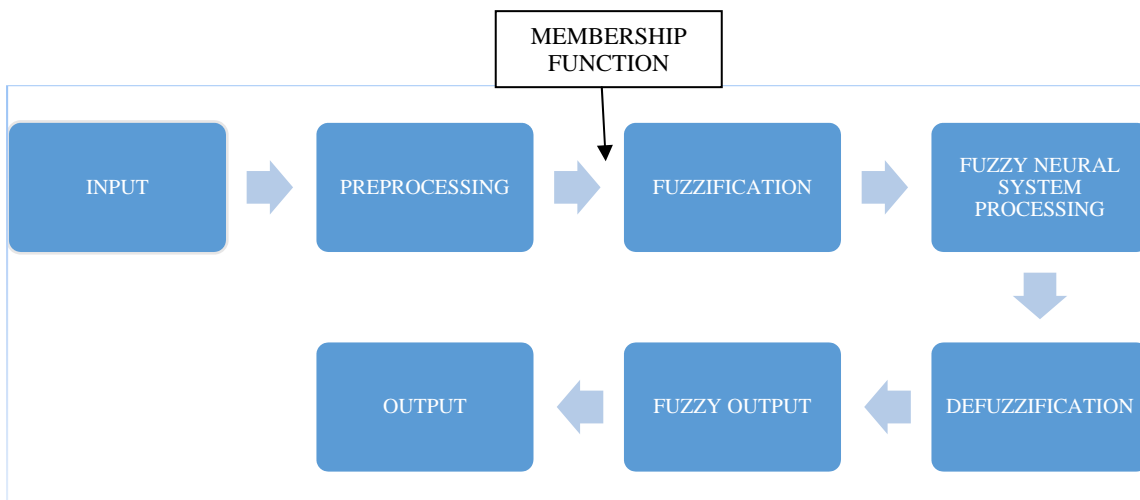 MEMBERSHIP
FUNCTION
INPUT
PREPROCESSING
FUZZIFICATION
FUZZY NEURAL
SYSTEM
PROCESSING
OUTPUT
FUZZY OUTPUT
DEFUZZIFICATION